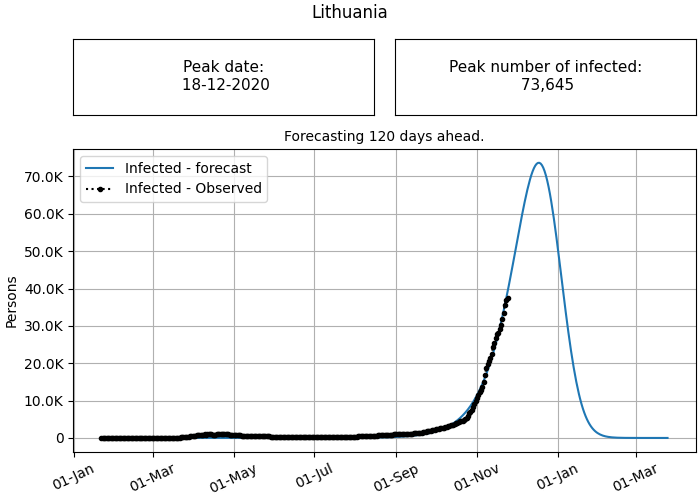 Lithuania
Peak date:
18-12-2020
Peak number of infected:
73,645
Forecasting 120 days ahead.
Infected - forecast
Infected - Observed
Persons
70.0K
60.0K
50.0K
40.0K
30.0K
20.0K
10.0K
0
01-Jan
01-Mar
01-May
01-Jul
01-Sep
01-Nov
01-Jan
01-Mar